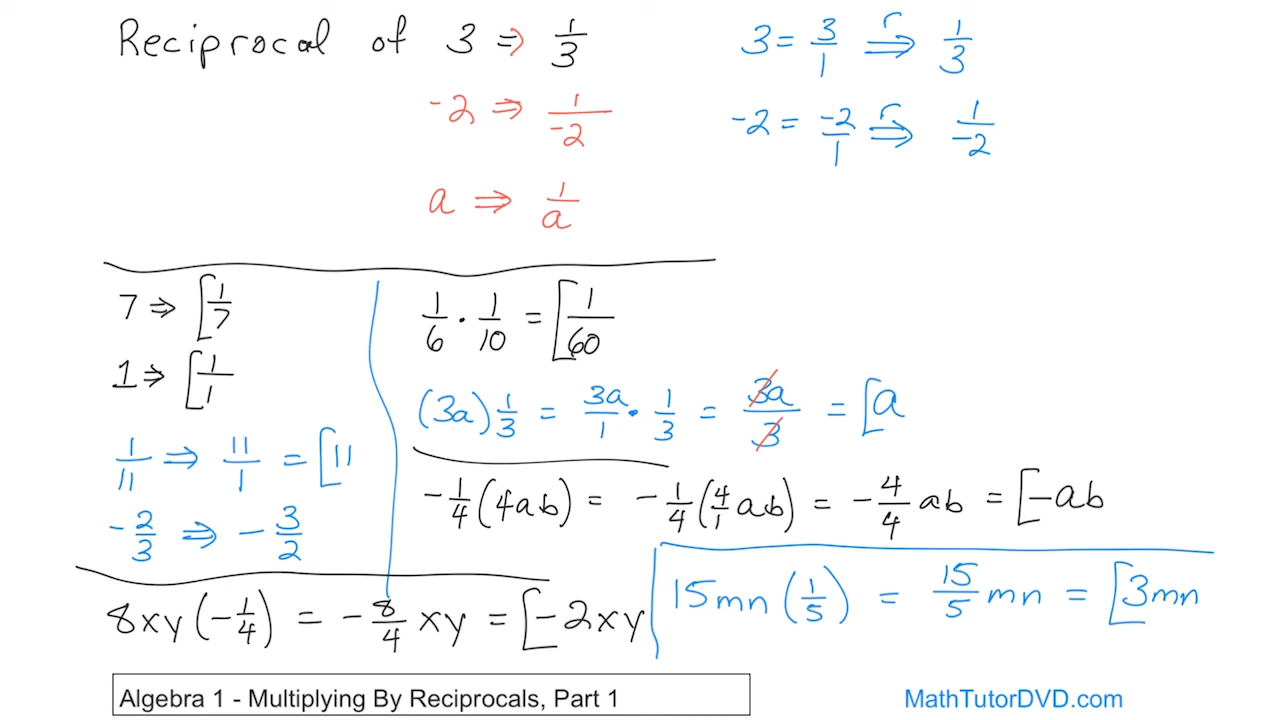 Reciprocal of 3 ⇒ 1/3
-2 ⇒ 1/-2
a ⇒ 1/a
3 = 3/1 r⇒ 1/3
-2 = -2/1 r⇒ 1/-2
7 ⇒ [1/7
1 ⇒ [1/1
1/11 ⇒ 11/1 = [11
-2/3 ⇒ -3/2
1/6 · 1/10 = [1/60
(3a) 1/3 = 3a/1 · 1/3 = 3a/3 = [a
-1/4 (4ab) = -1/4 (4/1 ab) = -4/4 ab = [-ab
8xy (-1/4) = -8/4 xy = [-2xy
15mn (1/5) = 15/5 mn = [3mn
Algebra 1 - Multiplying By Reciprocals, Part 1
MathTutorDVD.com